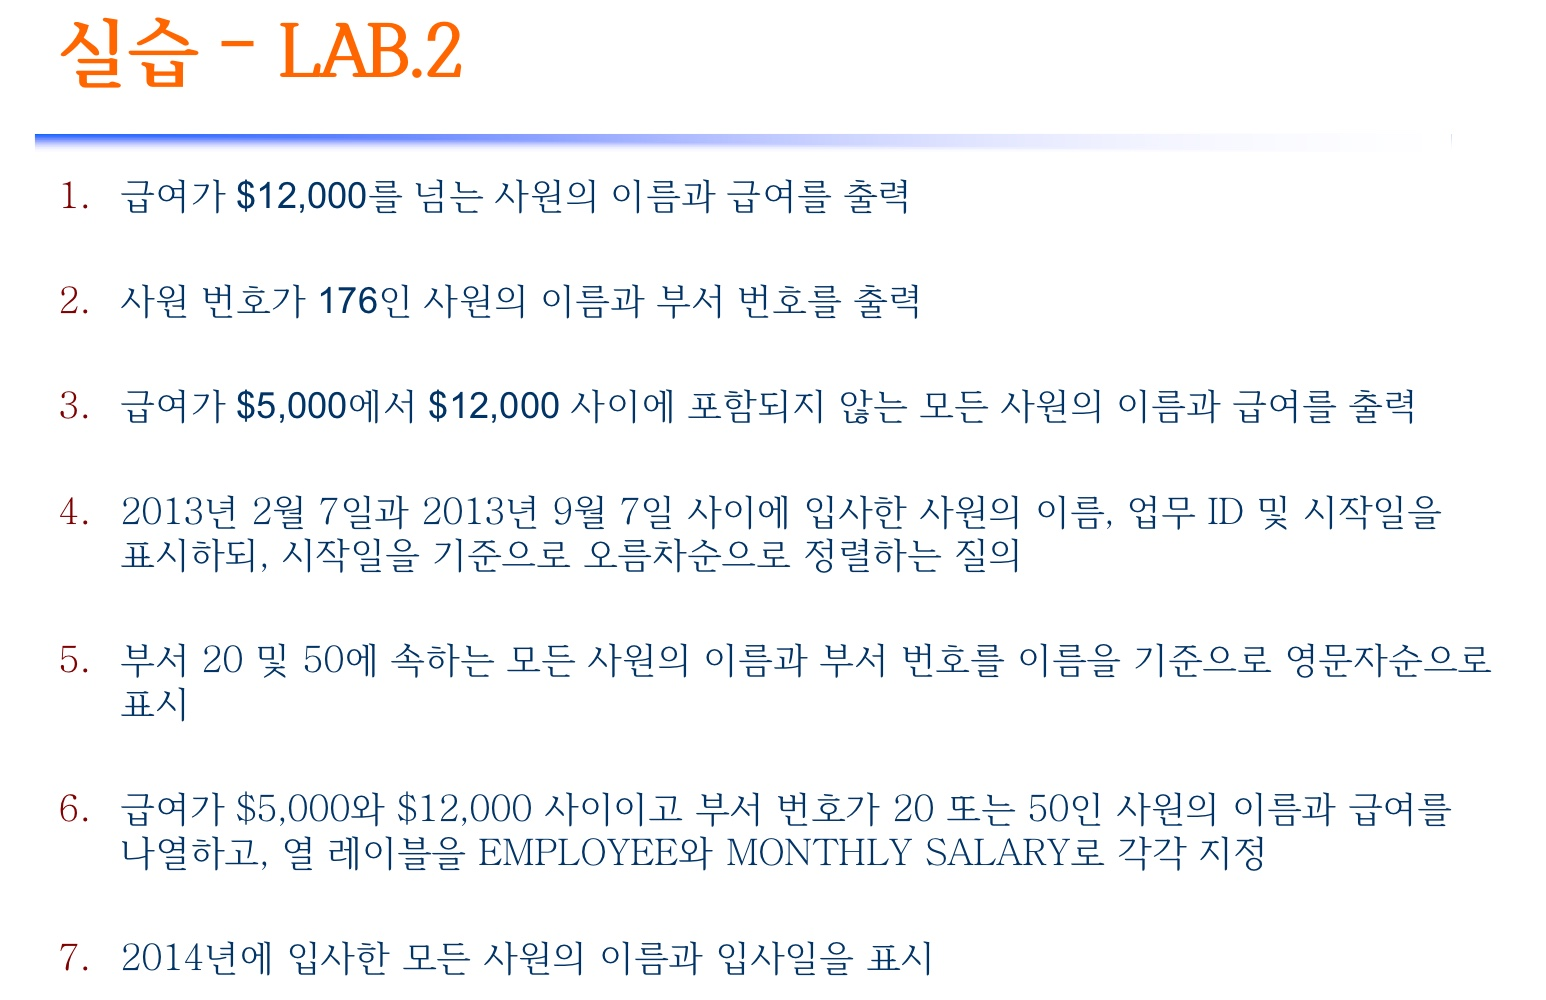 실습 - LAB.2
1. 급여가 $12,000를 넘는 사원의 이름과 급여를 출력
2. 사원 번호가 176인 사원의 이름과 부서 번호를 출력
3. 급여가 $5,000에서 $12,000 사이에 포함되지 않는 모든 사원의 이름과 급여를 출력
4. 2013년 2월 7일과 2013년 9월 7일 사이에 입사한 사원의 이름, 업무 ID 및 시작일을
표시하되, 시작일을 기준으로 오름차순으로 정렬하는 질의
5. 부서 20 및 50에 속하는 모든 사원의 이름과 부서 번호를 이름을 기준으로 영문자순으로
표시
6. 급여가 $5,000와 $12,000 사이이고 부서 번호가 20 또는 50인 사원의 이름과 급여를
나열하고, 열 레이블을 EMPLOYEE와 MONTHLY SALARY로 각각 지정
7. 2014년에 입사한 모든 사원의 이름과 입사일을 표시